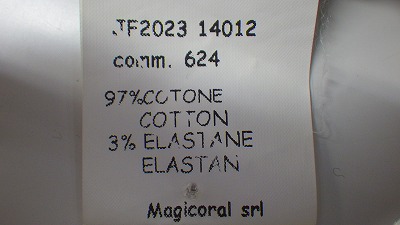 JF2023 14012
comm. 624
97%COTONE
COTTON
3% ELASTANE
ELASTAN
Magicoral srl